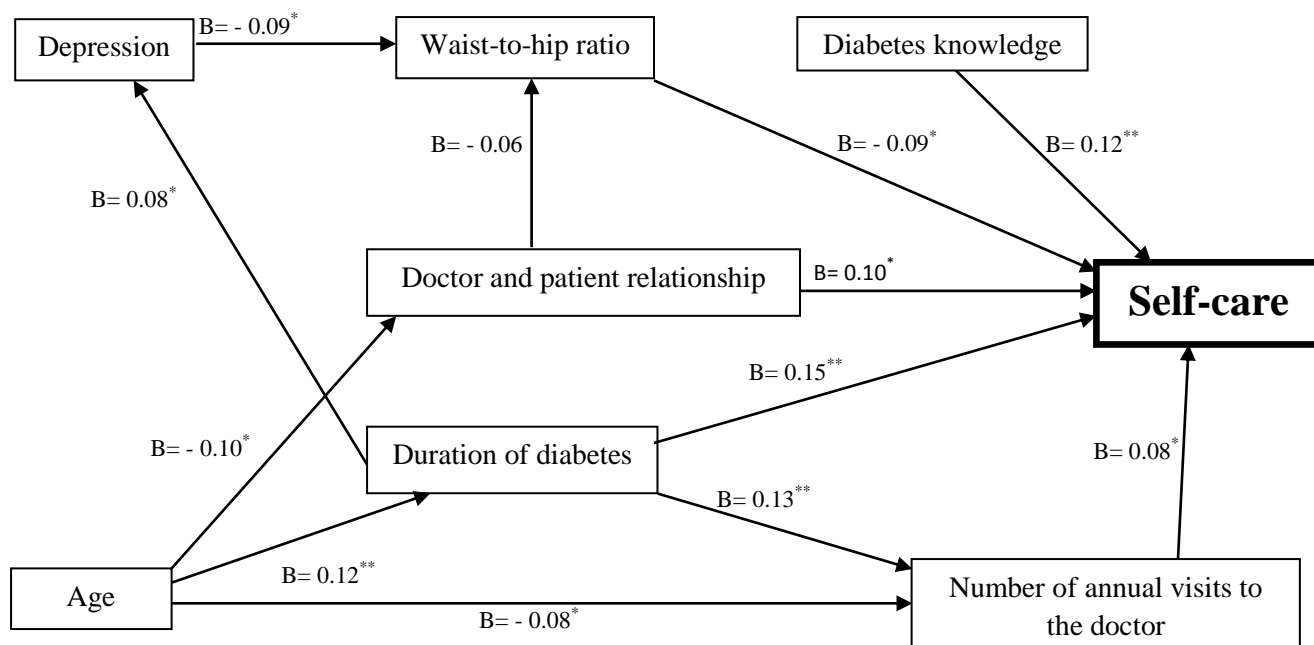 B= - 0.09*
Depression
Waist-to-hip ratio
Diabetes knowledge
B= - 0.06
B= - 0.09*
B= 0.12**
B= 0.08*
Doctor and patient relationship
B= 0.10*
Self-care
B= 0.15**
B= - 0.10*
Duration of diabetes
B= 0.08*
B= 0.13**
B= 0.12**
Age
B= - 0.08*
Number of annual visits to
the doctor